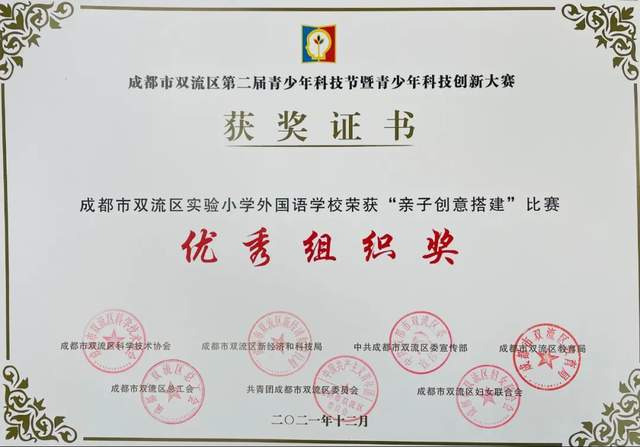 成都市双流区第二届青少年科技节暨青少年科技创新大赛
获奖证书
成都市双流区实验小学外国语学校荣获“亲子创意搭建”比赛
优秀组织奖
成都市双流区科学技术协会 成都市双流区新经济和科技局 中共成都市双流区委宣传部 成都市双流区教育局
成都市双流区总工会 共青团成都市双流区委员会 成都市双流区妇女联合会
二〇二一年十二月